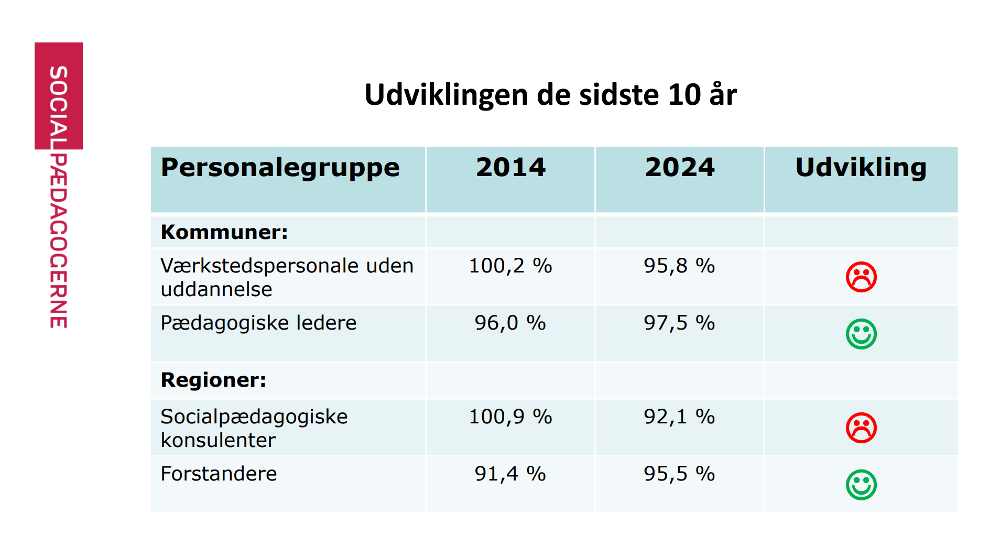 SOCIALPÆDAGOGERNE
Udviklingen de sidste 10 år
Personalegruppe 2014 2024 Udvikling
Kommuner:
Værkstedspersonale uden 100,2 % 95,8 %
uddannelse
Pædagogiske ledere 96,0 % 97,5 %
Regioner:
Socialpædagogiske 100,9 % 92,1 %
konsulenter
Forstandere 91,4 % 95,5 %